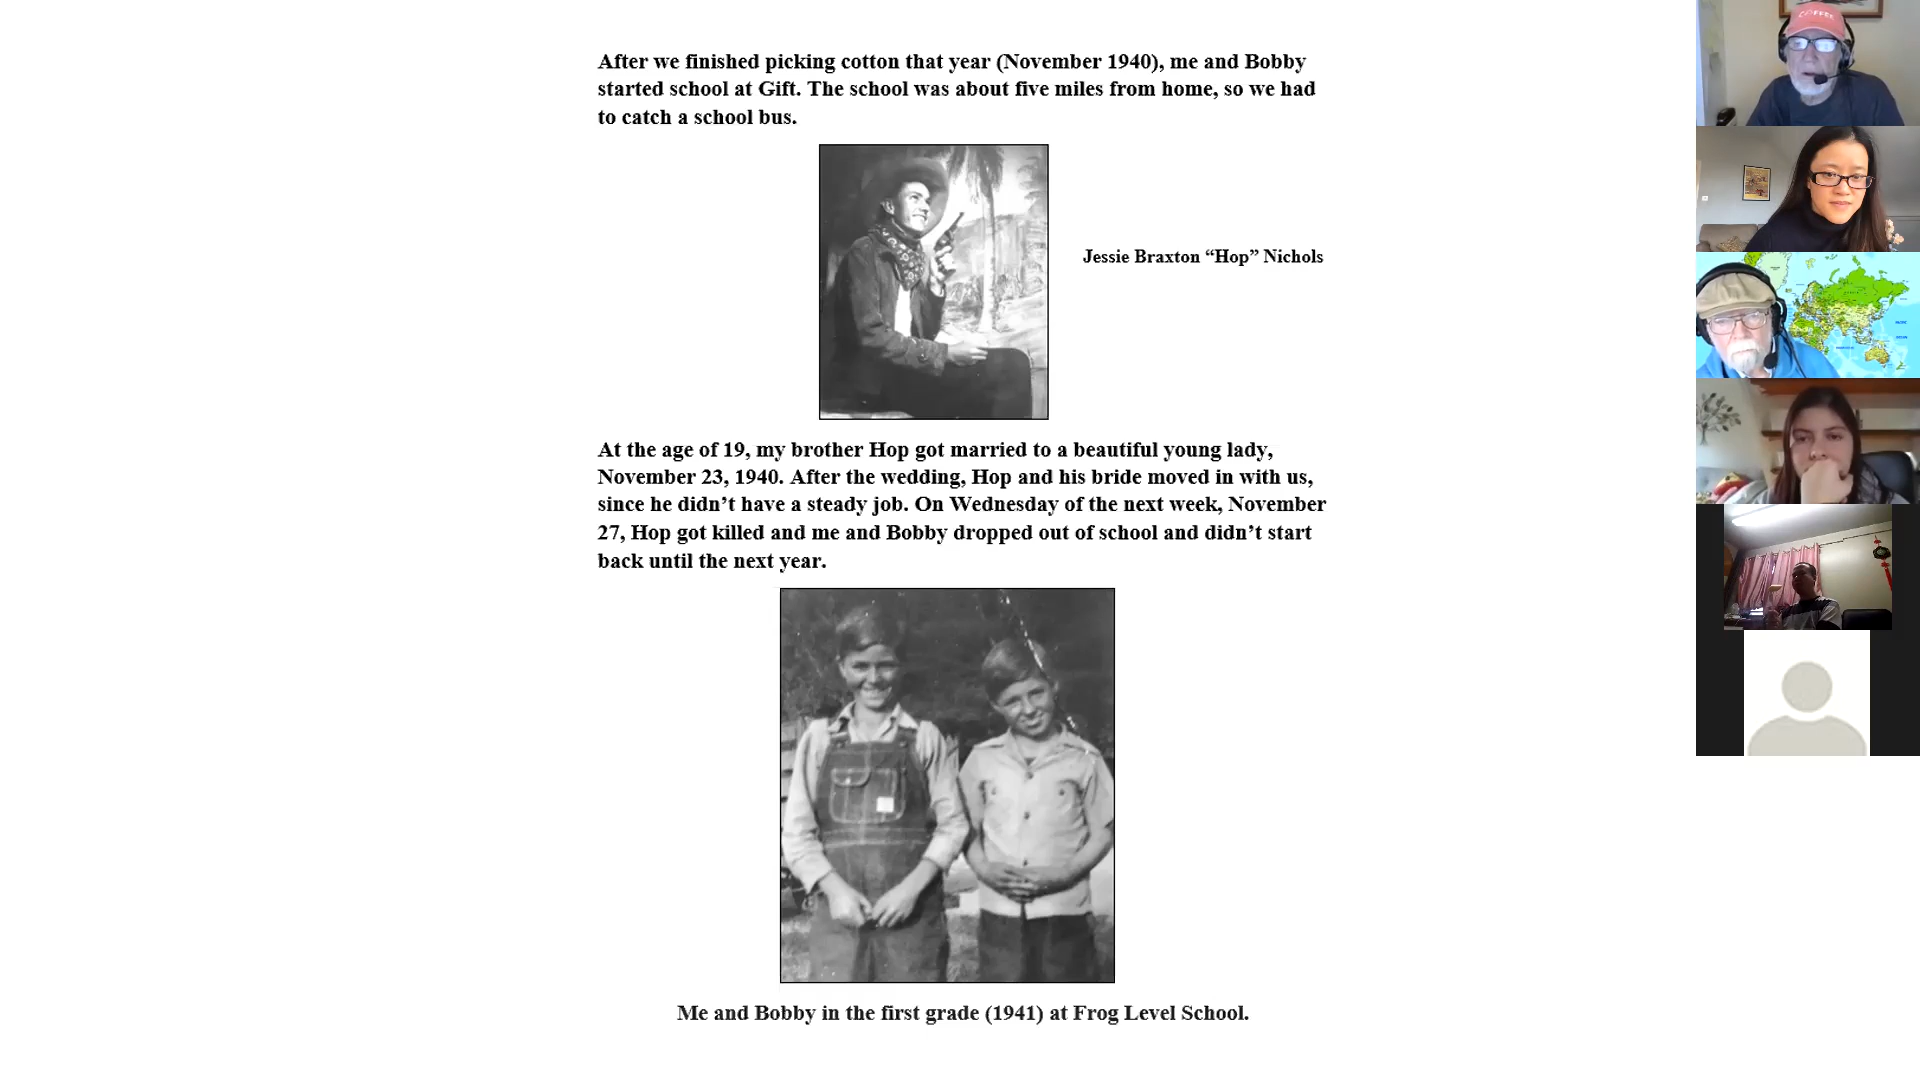 After we finished picking cotton that year (November 1940), me and Bobby
started school at Gift. The school was about five miles from home, so we had
to catch a school bus.
Jessie Braxton “Hop” Nichols
At the age of 19, my brother Hop got married to a beautiful young lady,
November 23, 1940. After the wedding, Hop and his bride moved in with us,
since he didn’t have a steady job. On Wednesday of the next week, November
27, Hop got killed and me and Bobby dropped out of school and didn’t start
back until the next year.
Me and Bobby in the first grade (1941) at Frog Level School.
COFFEE